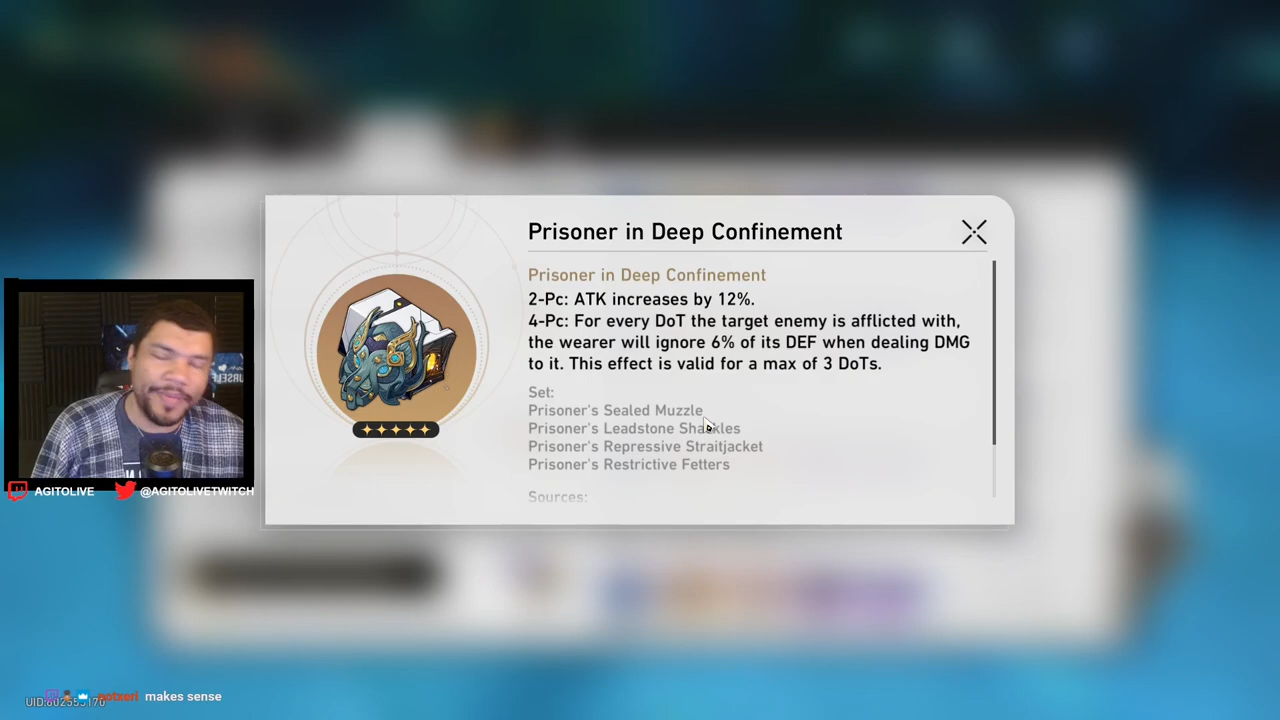 Prisoner in Deep Confinement
Prisoner in Deep Confinement
2-Pc: ATK increases by 12%.
4-Pc: For every DoT the target enemy is afflicted with,
the wearer will ignore 6% of its DEF when dealing DMG
to it. This effect is valid for a max of 3 DoTs.
Set:
Prisoner's Sealed Muzzle
Prisoner's Leadstone Shackles
Prisoner's Repressive Straitjacket
Prisoner's Restrictive Fetters
Sources:
AGITOLIVE
@AGITOLIVETWITCH
makes sense